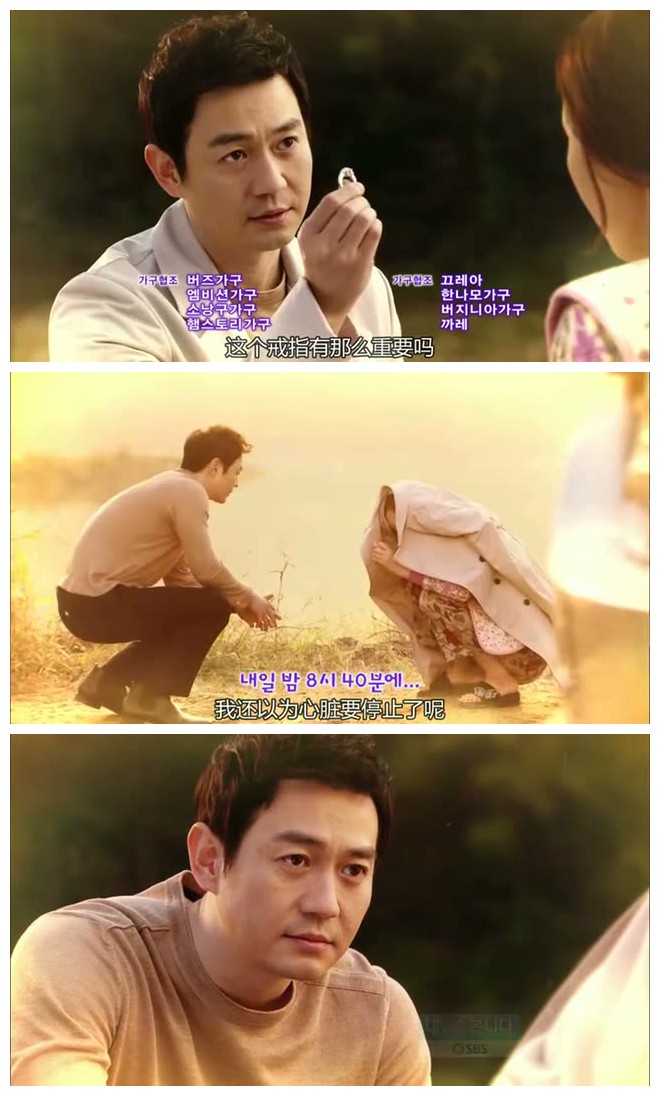 가구협조 버즈가구
엠비션가구
스낭구가구
햄스토리가구
가구협조 끄레아
한나모가구
버지니아가구
까레
这个戒指有那么重要吗
내일 밤 8시 40분에...
我还以为心脏要停止了呢
SBS